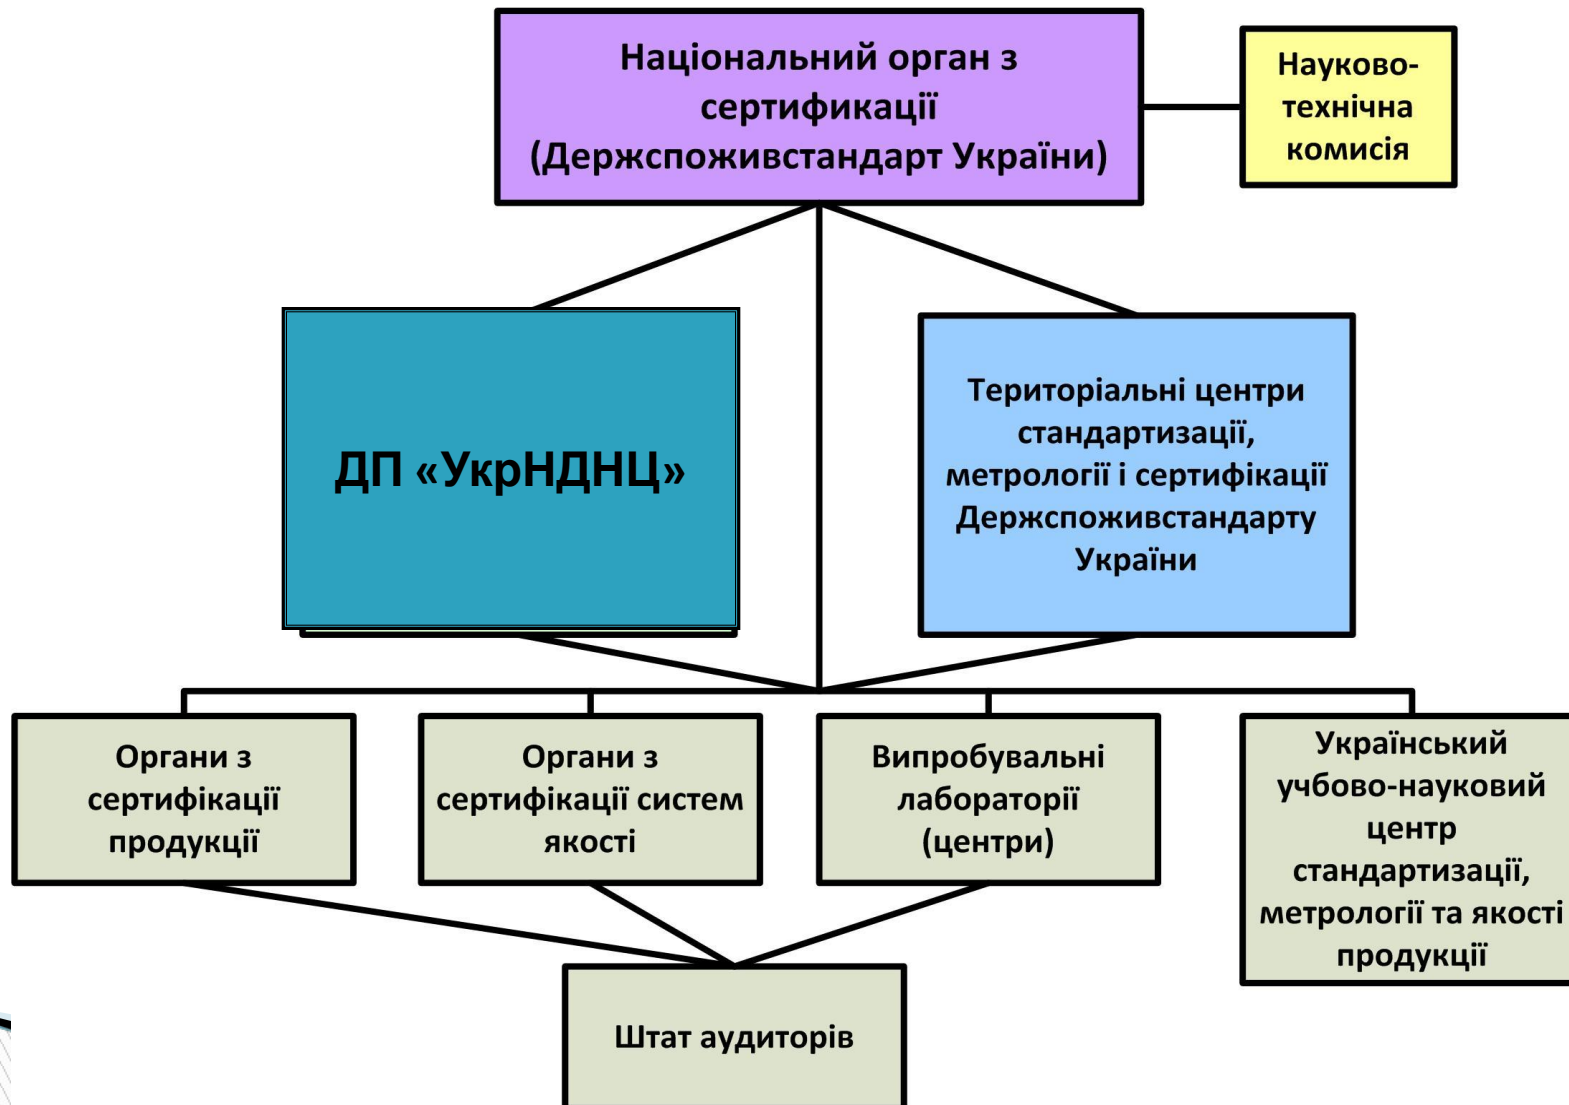 Національний орган з
сертификації
(Держспоживстандарт України)
Науково-
технічна
комисія
ДП «УкрНДНЦ»
Територіальні центри
стандартизації,
метрології і сертифікації
Держспоживстандарту
України
Органи з
сертифікації
продукції
Органи з
сертифікації систем
якості
Випробувальні
лабораторії
(центри)
Український
учбово-науковий
центр
стандартизації,
метрології та якості
продукції
Штат аудиторів